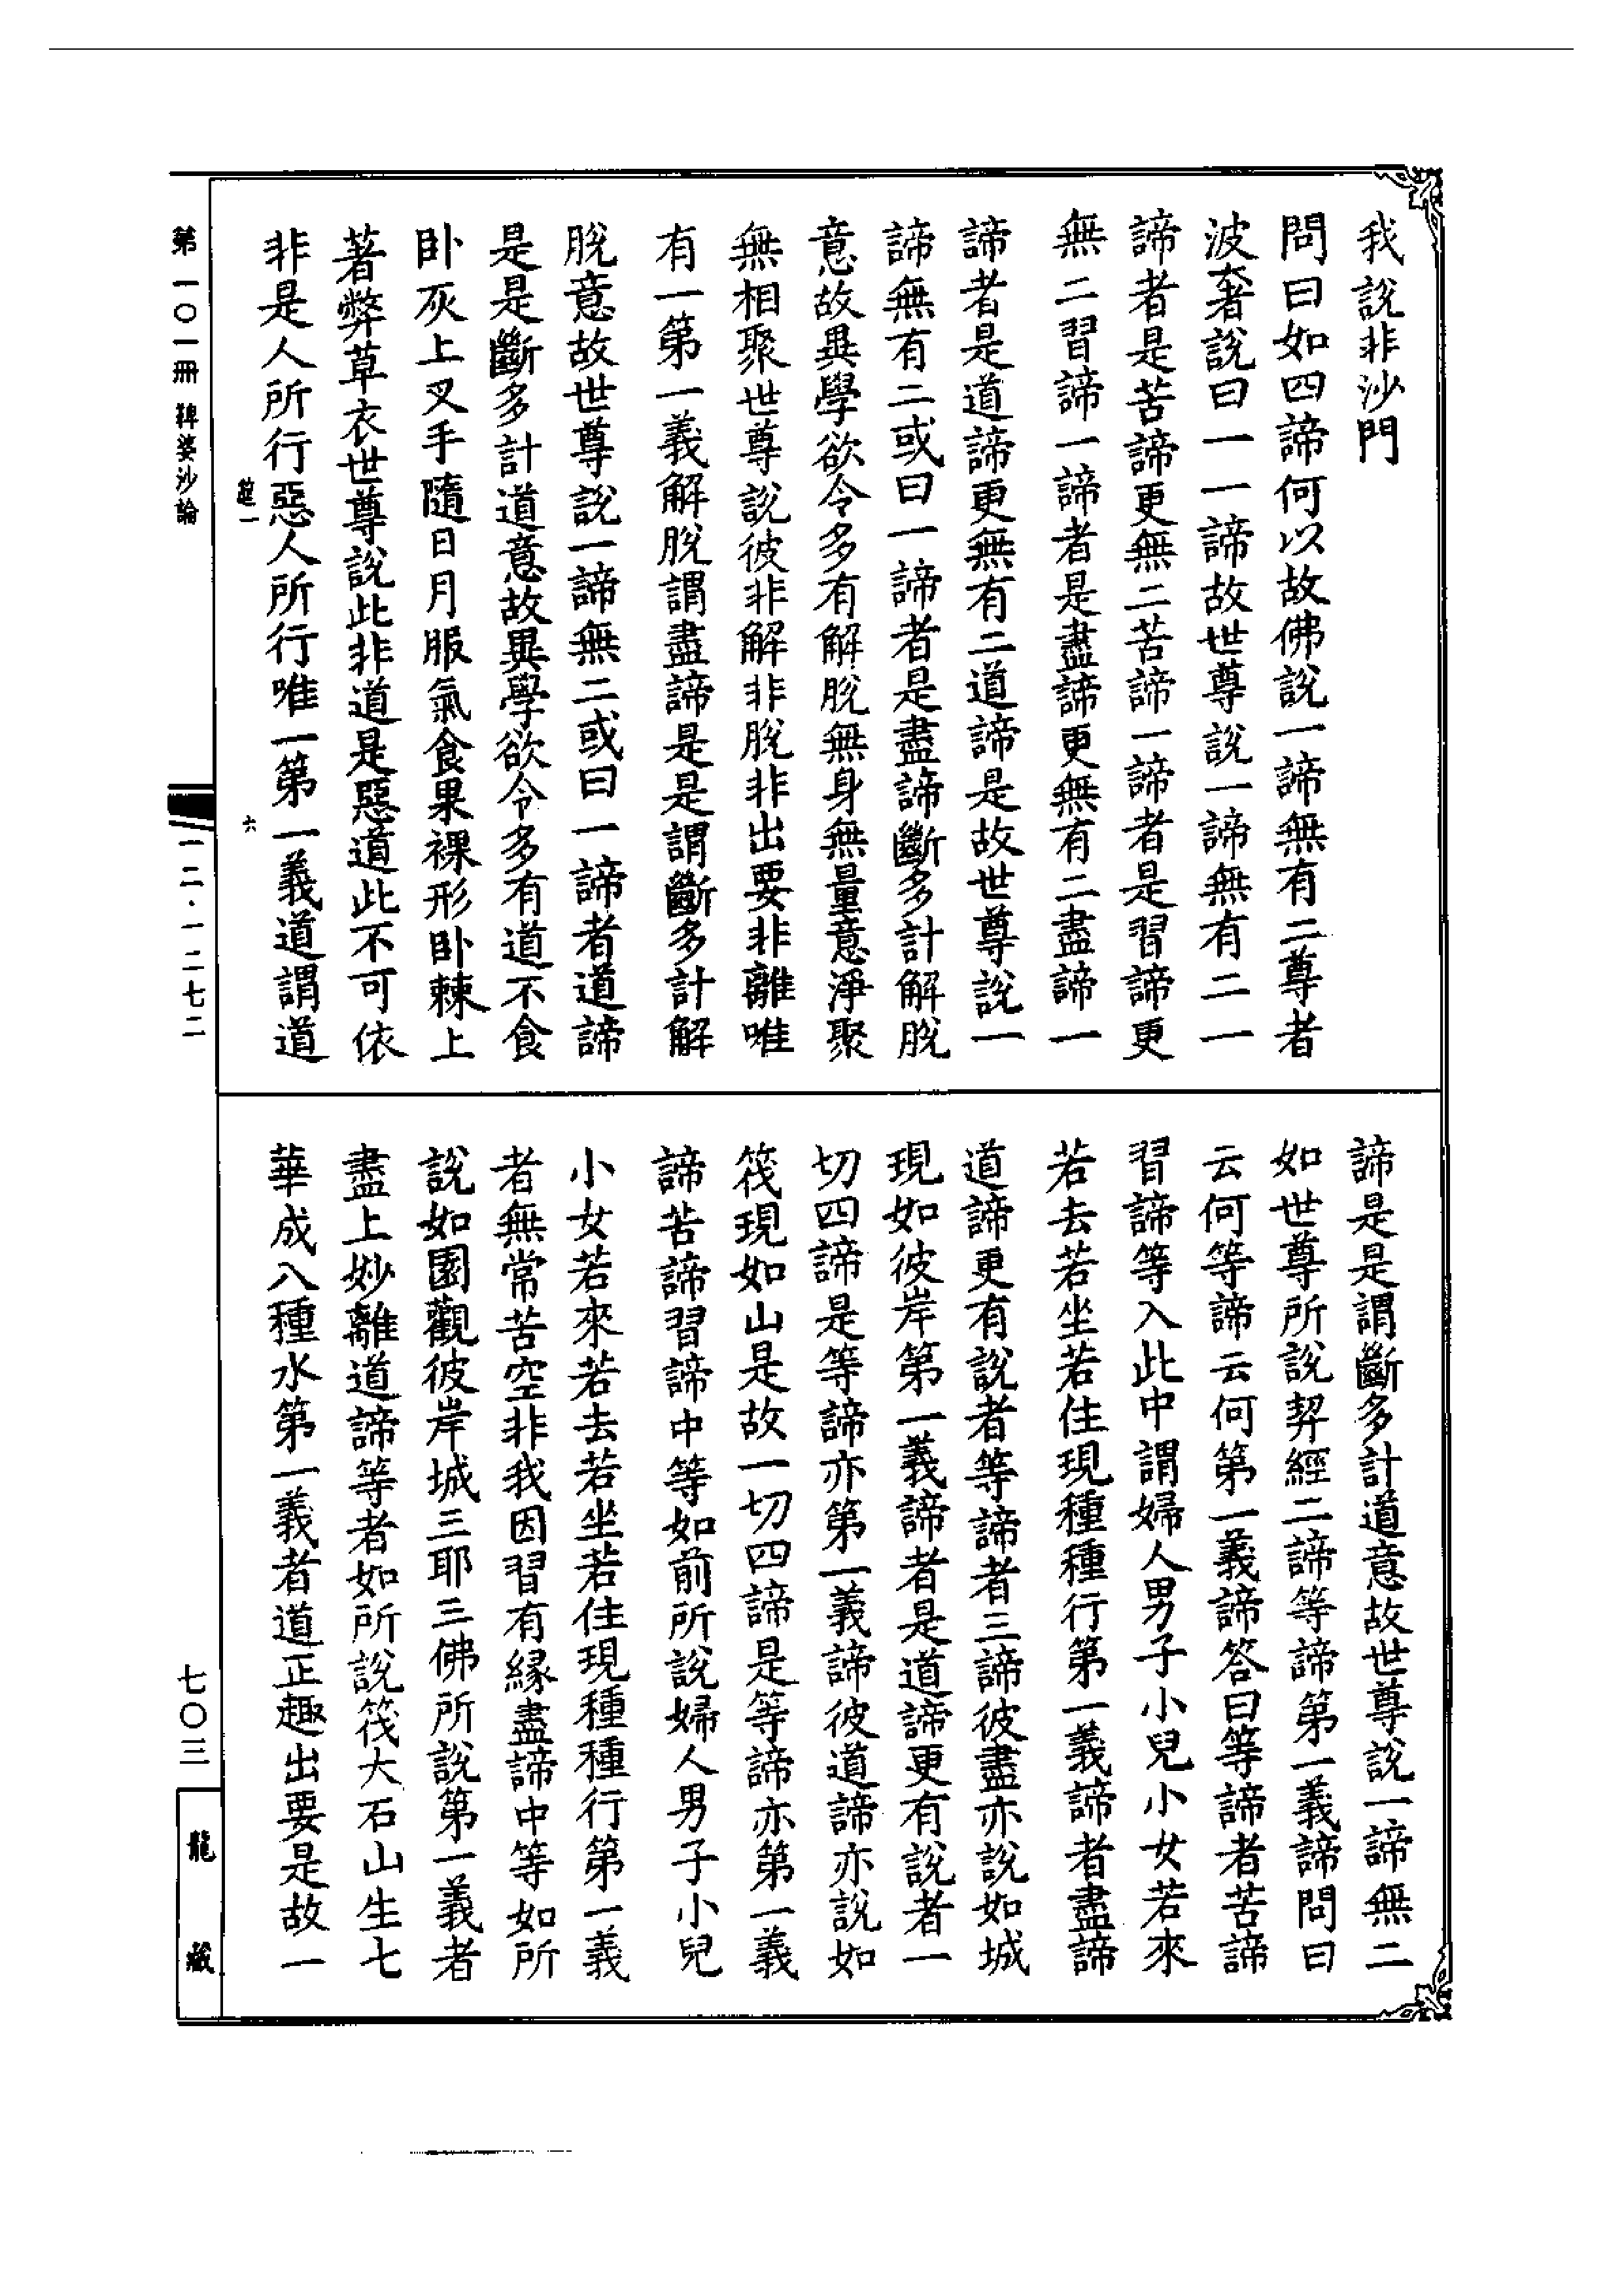 我說非沙門
問曰如四諦何以故佛說一諦無有二尊者
波奢說曰一一諦故世尊說一諦無有二一
諦者是苦諦更無二苦諦一諦者是習諦更
無二習諦一諦者是盡諦更無有二盡諦一
諦者是道諦更無有二道諦是故世尊說一
諦無有二或曰一諦者是盡諦斷多計解脫
意故異學欲令多有解脫無身無量意淨聚
無相聚世尊說彼非解非脫非出要非離唯
有一第一義解脫謂盡諦是是謂斷多計解
脫意故世尊說一諦無二或曰一諦者道諦
是是斷多計道意故異學欲令多有道不食
卧灰上叉手隨日月服氣食果裸形卧棘上
著弊草衣世尊說此非道是惡道此不可依
非是人所行惡人所行唯一第一義道謂道
諦是是謂斷多計道意故世尊說一諦無二
如世尊所說契經二諦等諦第一義諦問曰
云何等諦云何第一義諦答曰等諦者苦諦
習諦等入此中謂婦人男子小兒小女若來
若去若坐若住現種種行第一義諦者盡諦
道諦更有說者等諦者三諦彼盡亦說如城
現如彼岸第一義諦者是道諦更有說者一
切四諦是等諦亦第一義諦彼道諦亦說如
筏現如山是故一切四諦是等諦亦第一義
諦苦諦習諦中等如前所說婦人男子小兒
小女若來若去若坐若住現種種行第一義
者無常苦空非我因習有緣盡諦中等如所
說如園觀彼岸城三耶三佛所說第一義者
盡上妙離道諦等者如所說筏大石山生七
華成八種水第一義者道正趣出要是故一
第一〇一冊 鞞婆沙論
一二·一二七二
七〇三
龍藏
六